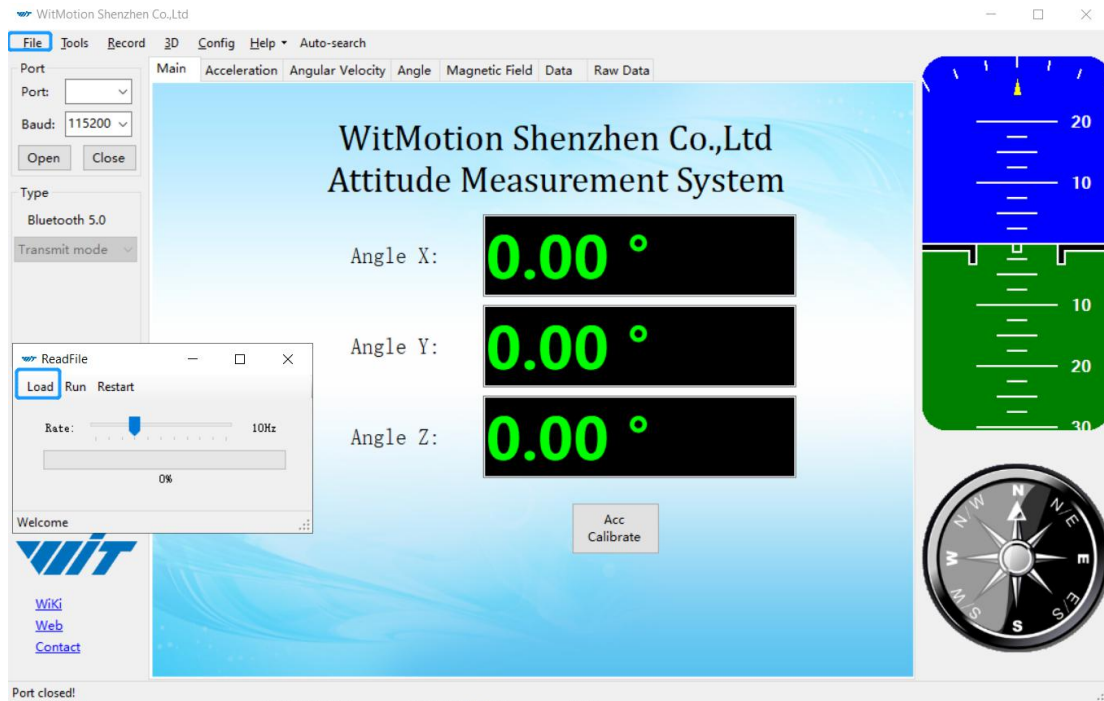 WitMotion Shenzhen Co.,Ltd
File Tools Record 3D Config Help Auto-search
Port
Port:
Baud: 115200
Open Close
Type
Bluetooth 5.0
Transmit mode
Main Acceleration Angular Velocity Angle Magnetic Field Data Raw Data
WitMotion Shenzhen Co.,Ltd
Attitude Measurement System
Angle X: 0.00 °
Angle Y: 0.00 °
Angle Z: 0.00 °
Acc
Calibrate
ReadFile
Load Run Restart
Rate: 10Hz
0%
Welcome
WIT
WiKi
Web
Contact
20
10
10
20
30
N
N/E
E
E/S
S
S/W
W
N/W
Port closed!